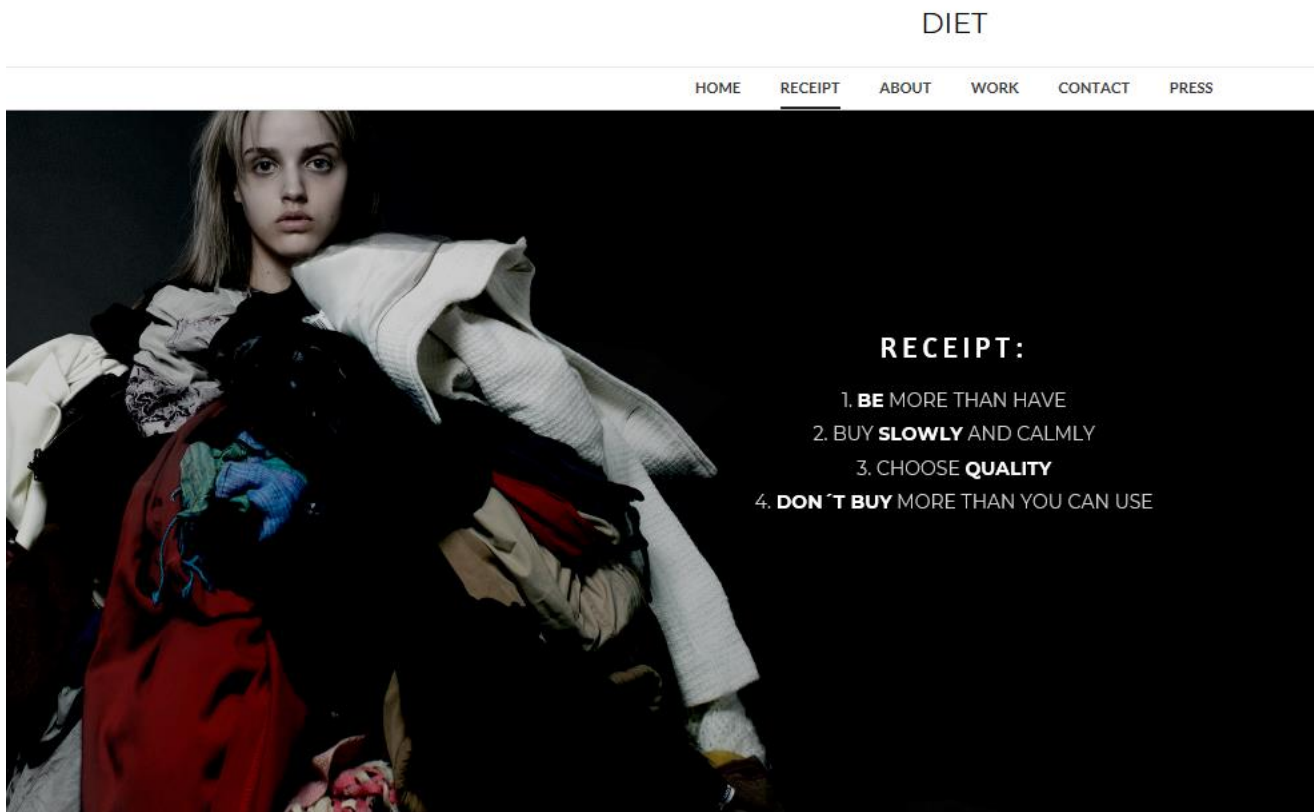 DIET
HOME RECEIPT ABOUT WORK CONTACT PRESS
RECEIPT:
1. BE MORE THAN HAVE
2. BUY SLOWLY AND CALMLY
3. CHOOSE QUALITY
4. DON´T BUY MORE THAN YOU CAN USE